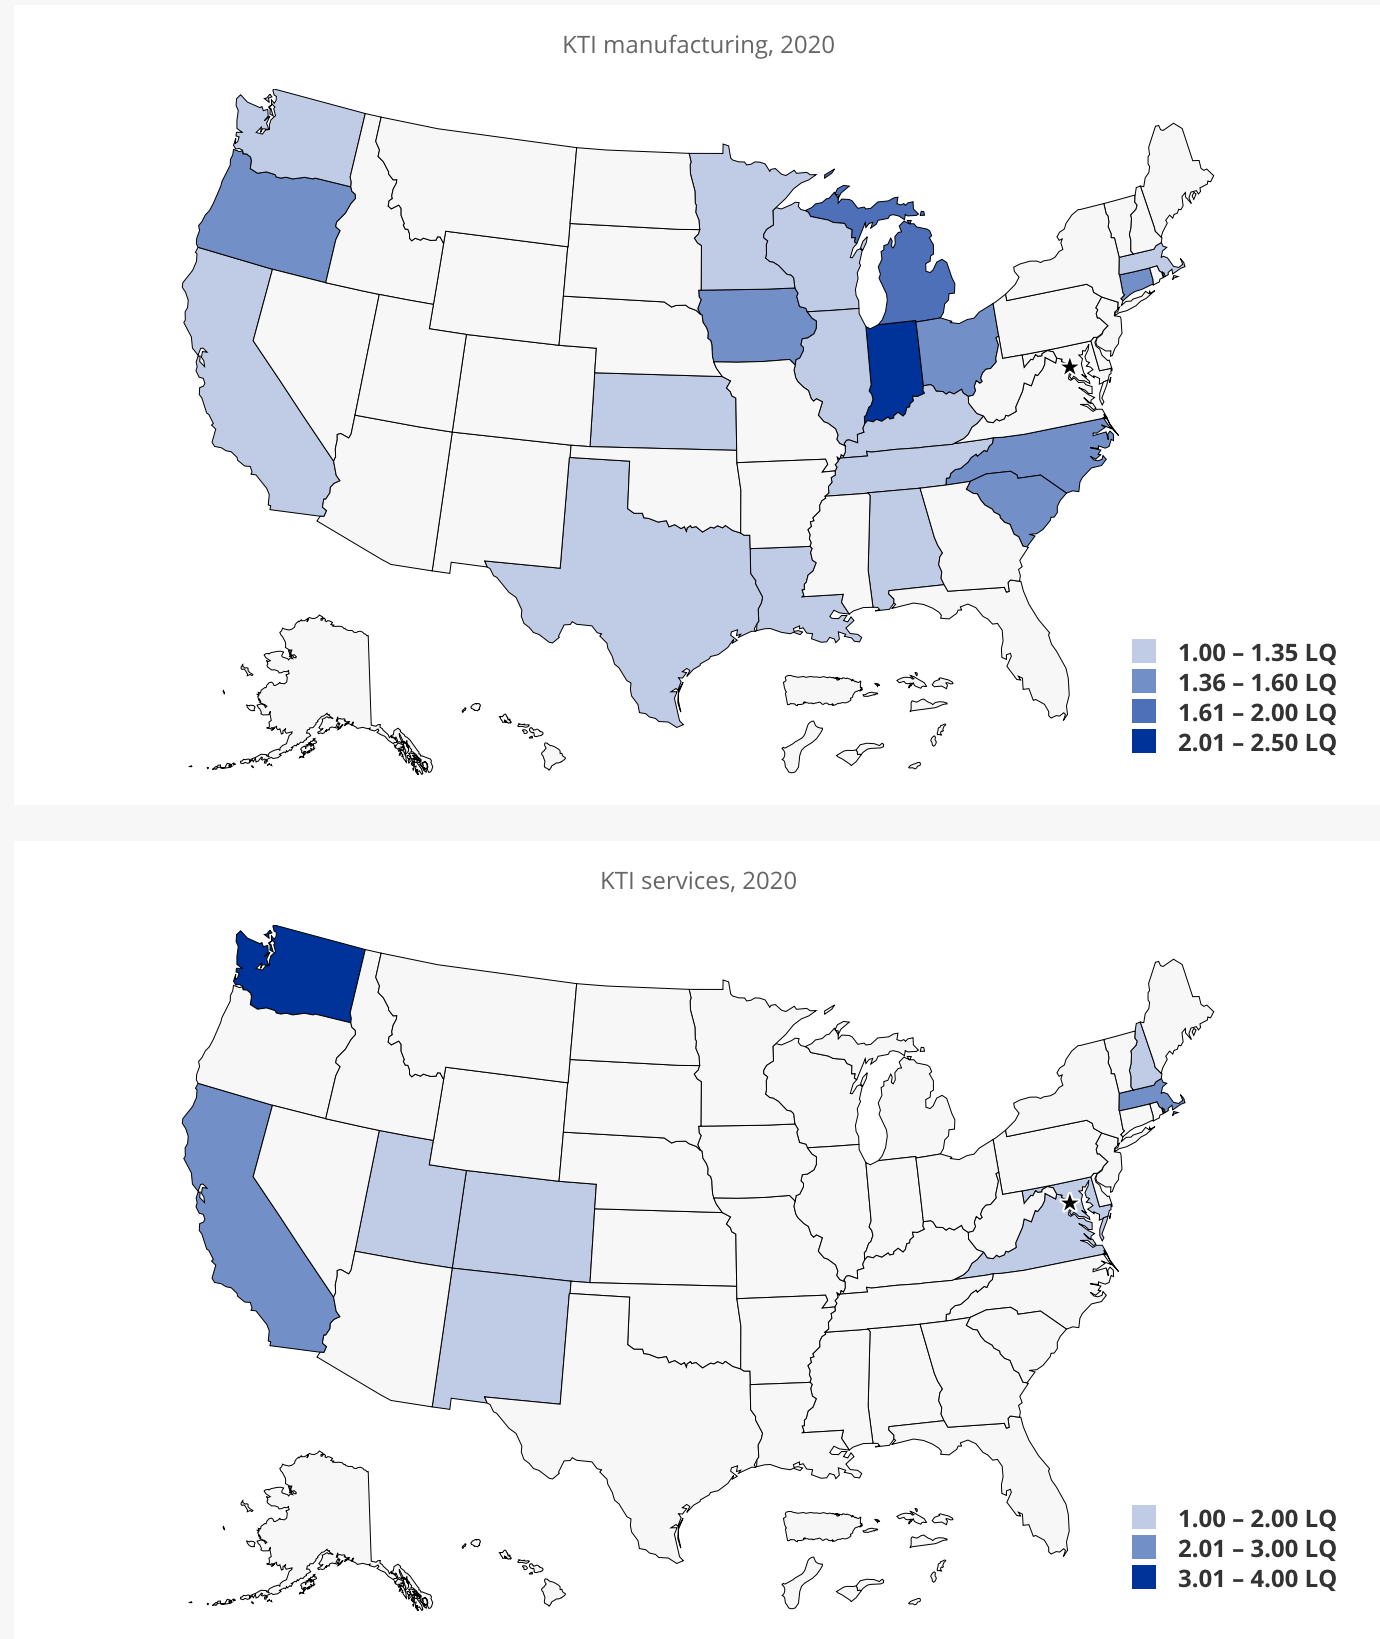 KTI manufacturing, 2020
1.00 – 1.35 LQ
1.36 – 1.60 LQ
1.61 – 2.00 LQ
2.01 – 2.50 LQ
KTI services, 2020
1.00 – 2.00 LQ
2.01 – 3.00 LQ
3.01 – 4.00 LQ